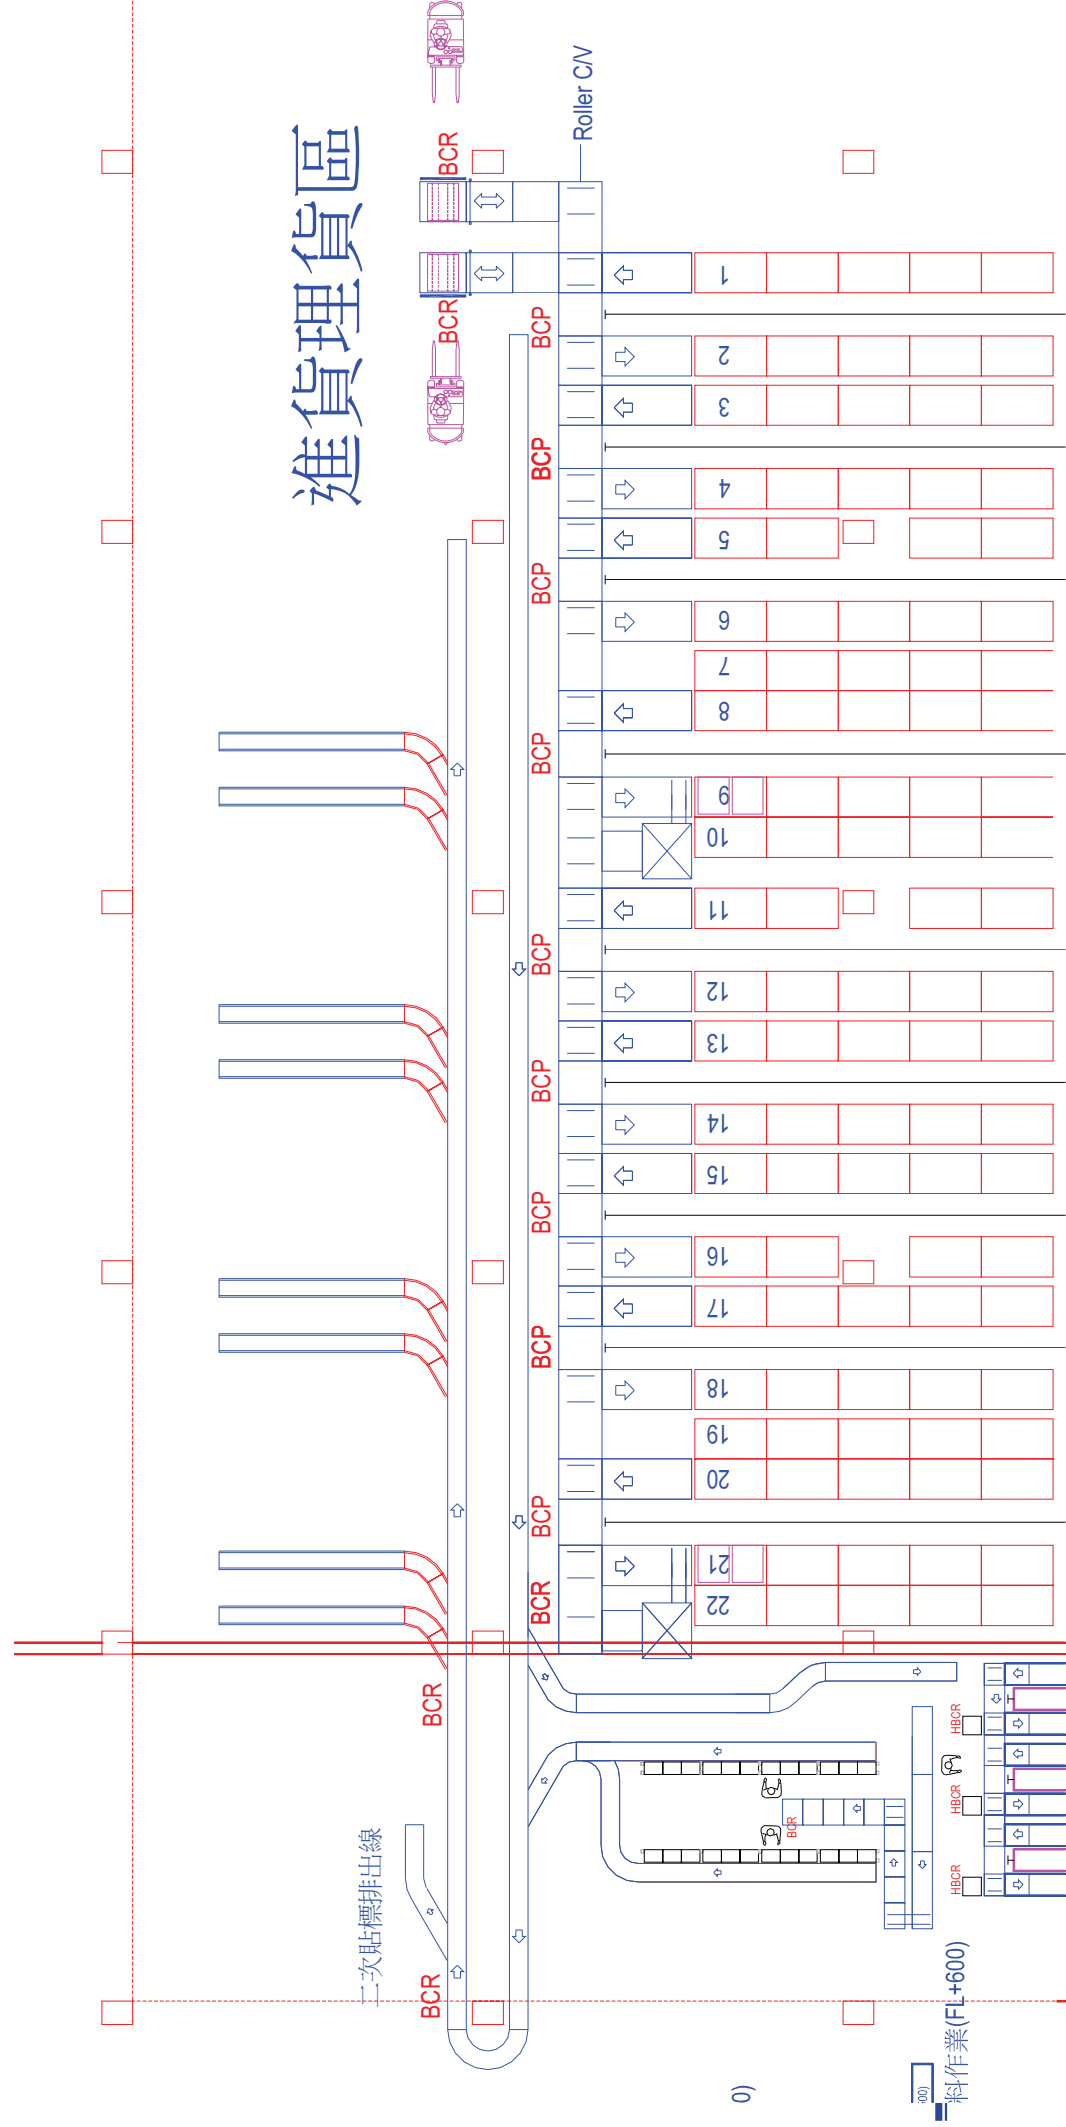 Roller C/V
BCR
進貨理貨區
1
BCR
BCP
2
3
BCP
4
5
BCP
6
7
8
BCP
9
10
11
BCP
12
13
BCP
14
15
BCP
16
17
BCP
18
19
20
BCP
21
BCR
22
BCR
HBCR
HBCR
BCR
二次貼標排出線
HBCR
BCR
料作業(FL+600)
0)